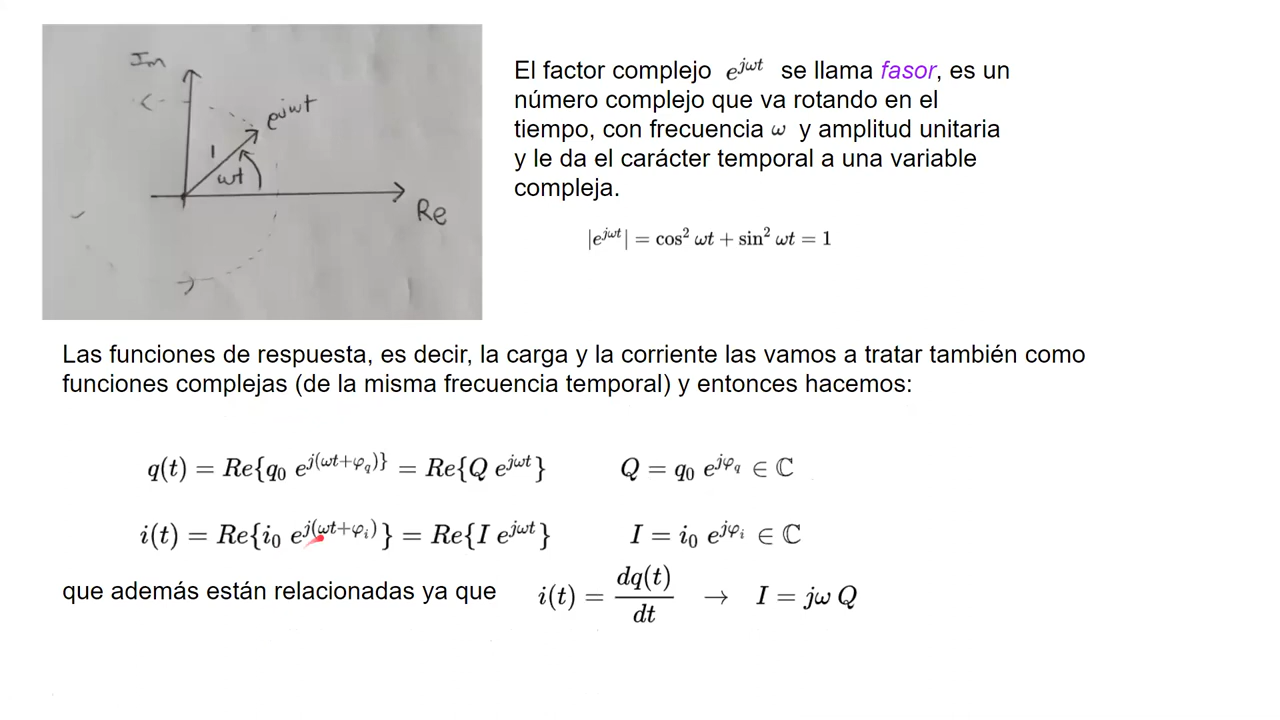 Im
e^{jωt}
1
ωt
Re
El factor complejo e^{jωt} se llama fasor, es un
número complejo que va rotando en el
tiempo, con frecuencia ω y amplitud unitaria
y le da el carácter temporal a una variable
compleja.
|e^{jωt}| = cos² ωt + sin² ωt = 1
Las funciones de respuesta, es decir, la carga y la corriente las vamos a tratar también como
funciones complejas (de la misma frecuencia temporal) y entonces hacemos:
q(t) = Re{q₀ e^{j(ωt+φ_q)}} = Re{Q e^{jωt}} Q = q₀ e^{jφ_q} ∈ ℂ
i(t) = Re{i₀ e^{j(ωt+φ_i)}} = Re{I e^{jωt}} I = i₀ e^{jφ_i} ∈ ℂ
que además están relacionadas ya que i(t) = dq(t)/dt → I = jω Q